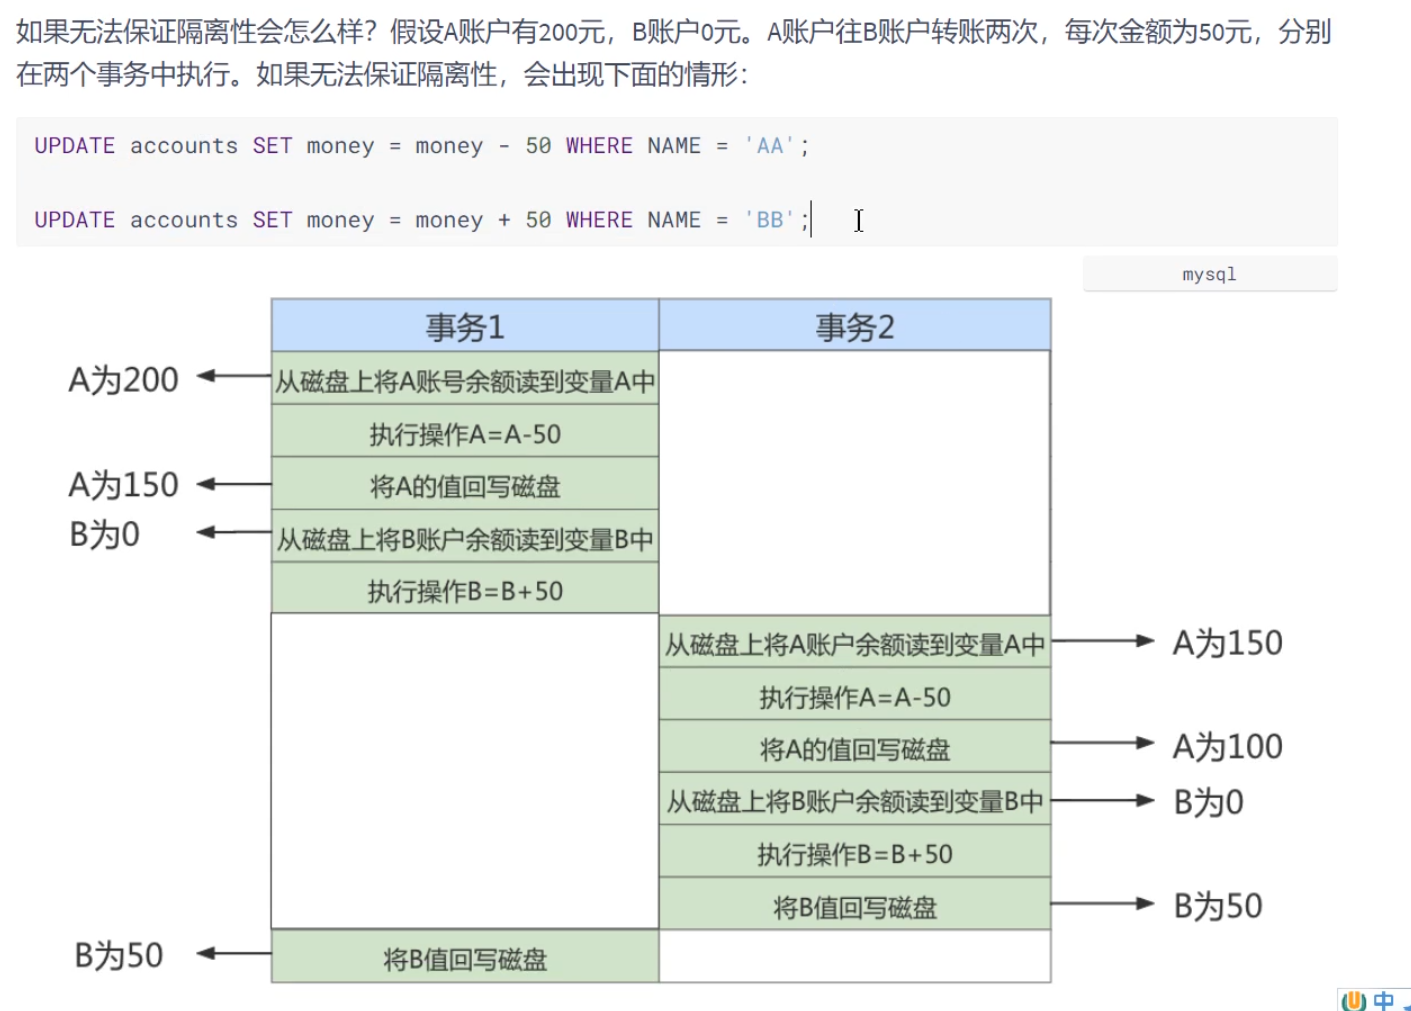 如果无法保证隔离性会怎么样？假设A账户有200元，B账户0元。A账户往B账户转账两次，每次金额为50元，分别
在两个事务中执行。如果无法保证隔离性，会出现下面的情形：
UPDATE accounts SET money = money - 50 WHERE NAME = 'AA';
UPDATE accounts SET money = money + 50 WHERE NAME = 'BB';
mysql
事务1
事务2
A为200
从磁盘上将A账号余额读到变量A中
执行操作A=A-50
A为150
将A的值回写磁盘
B为0
从磁盘上将B账户余额读到变量B中
执行操作B=B+50
从磁盘上将A账户余额读到变量A中
A为150
执行操作A=A-50
将A的值回写磁盘
A为100
从磁盘上将B账户余额读到变量B中
B为0
执行操作B=B+50
将B值回写磁盘
B为50
B为50
将B值回写磁盘
中